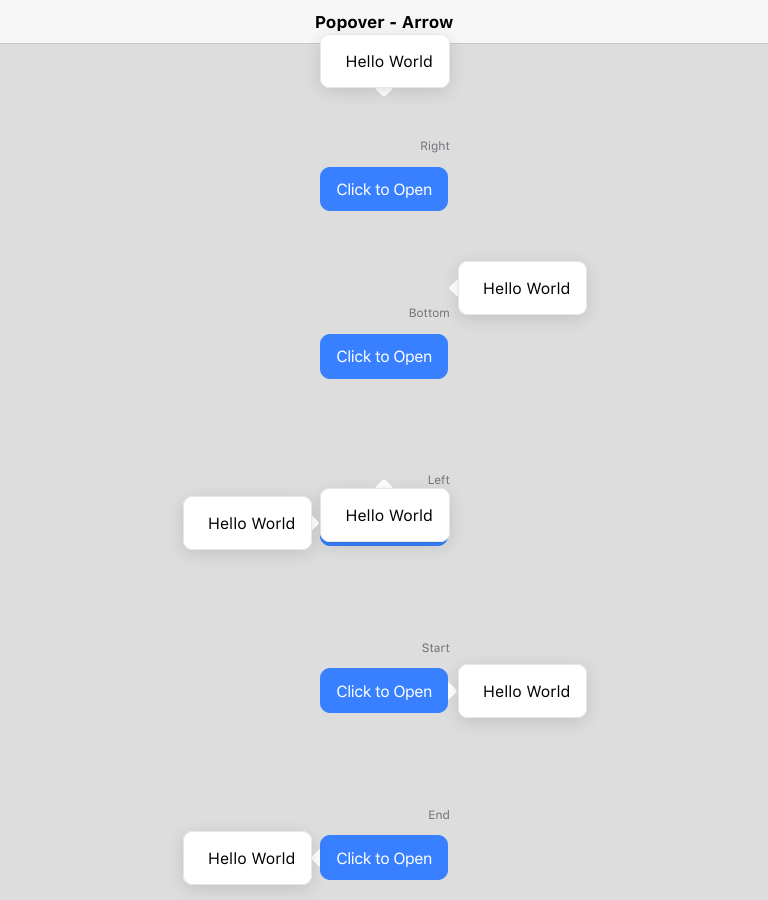 Popover - Arrow
Hello World
Right
Click to Open
Hello World
Bottom
Click to Open
Left
Hello World
Hello World
Start
Click to Open
Hello World
End
Hello World
Click to Open